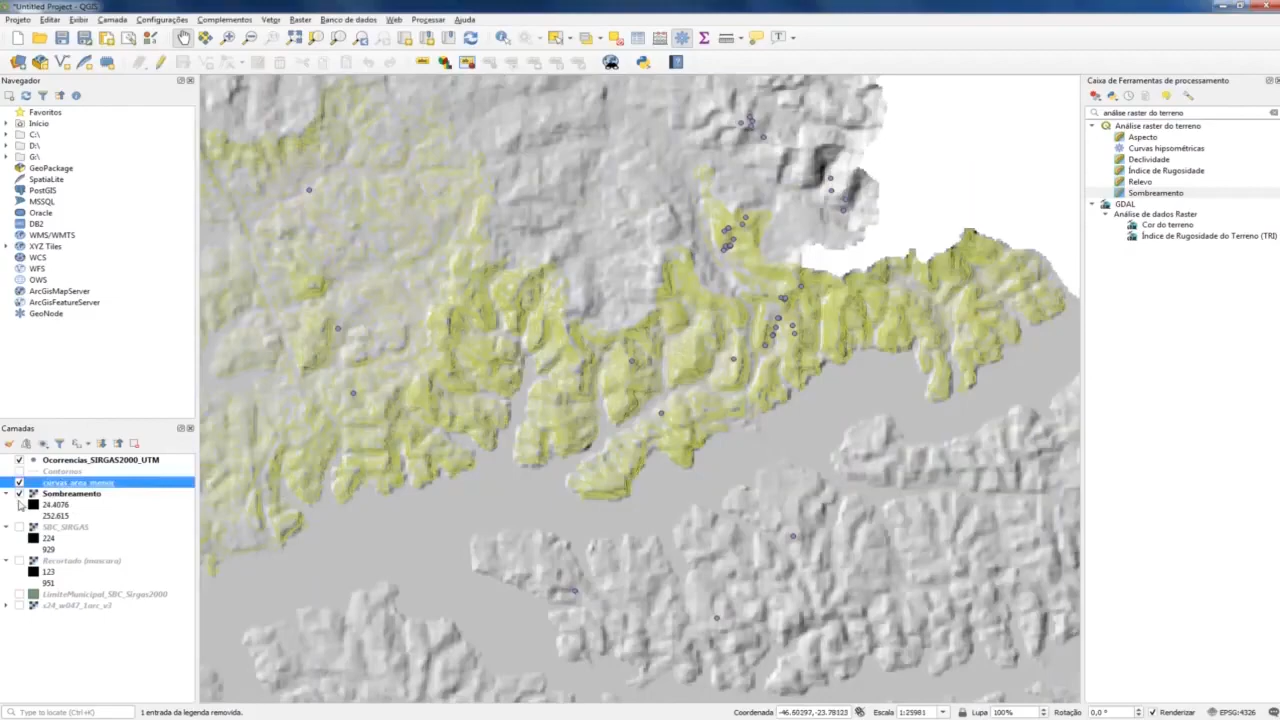 *Untitled Project - QGIS
Projeto Editar Exibir Camada Configurações Complementos Vetor Raster Banco de dados Web Processar Ajuda
Navegador
Favoritos
Início
C:\
D:\
G:\
GeoPackage
SpatiaLite
PostGIS
MSSQL
Oracle
DB2
WMS/WMTS
XYZ Tiles
WCS
WFS
OWS
ArcGisMapServer
ArcGisFeatureServer
GeoNode
Camadas
Ocorrencias_SIRGAS2000_UTM
Contornos
curvas_area_menor
Sombreamento
24.4076
252.615
SBC_SIRGAS
224
929
Recortado (mascara)
123
951
LimiteMunicipal_SBC_Sirgas2000
s24_w047_1arc_v3
Caixa de Ferramentas de processamento
análise raster do terreno
Análise raster do terreno
Aspecto
Curvas hipsométricas
Declividade
Índice de Rugosidade
Relevo
Sombreamento
GDAL
Análise de dados Raster
Cor do terreno
Índice de Rugosidade do Terreno (TRI)
Type to locate (Ctrl+K) 1 entrada da legenda removida. Coordenada -46.60397,-23.78123 Escala 1:25981 Lupa 100% Rotação 0,0 ° Renderizar EPSG:4326